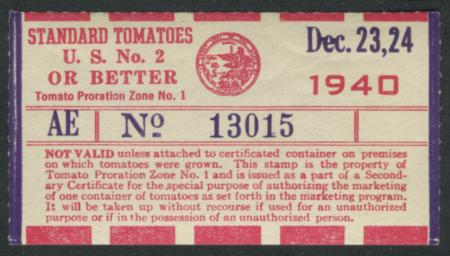 STANDARD TOMATOES
U. S. No. 2
OR BETTER
Tomato Proration Zone No. 1
Dec. 23,24
1940
AE No 13015
NOT VALID unless attached to certificated container on premises
on which tomatoes were grown. This stamp is the property of
Tomato Proration Zone No. 1 and is issued as a part of a Second-
ary Certificate for the special purpose of authorizing the marketing
of one container of tomatoes as set forth in the marketing program.
It will be taken up without recourse if used for an unauthorized
purpose or if in the possession of an unauthorized person.